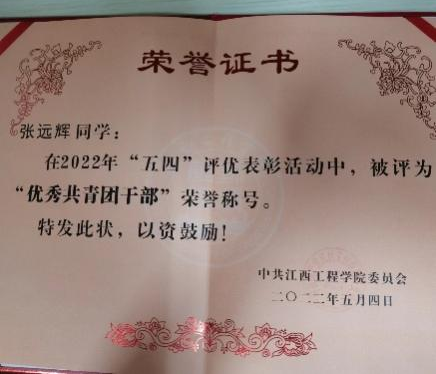 荣誉证书
张远辉同学：
在2022年“五四”评优表彰活动中，被评为
“优秀共青团干部”荣誉称号。
特发此状，以资鼓励！
中共江西工程学院委员会
二〇二二年五月四日